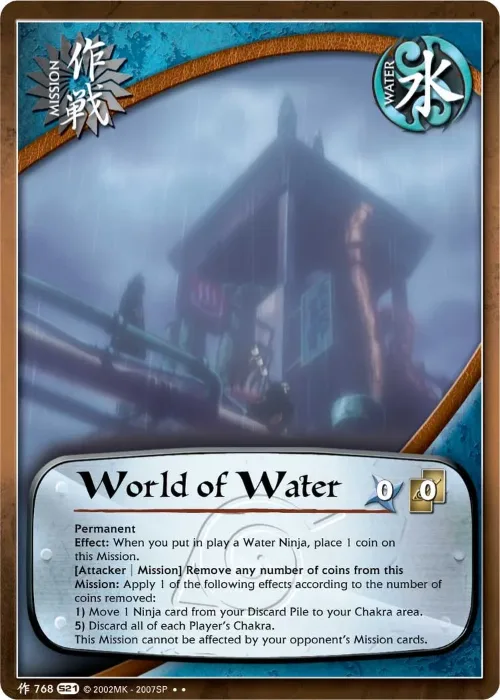 MISSION
作戦
WATER
水
World of Water
0
0
Permanent
Effect: When you put in play a Water Ninja, place 1 coin on
this Mission.
[Attacker | Mission] Remove any number of coins from this
Mission: Apply 1 of the following effects according to the number of
coins removed:
1) Move 1 Ninja card from your Discard Pile to your Chakra area.
5) Discard all of each Player's Chakra.
This Mission cannot be affected by your opponent's Mission cards.
作 768 S21 © 2002MK - 2007SP ••